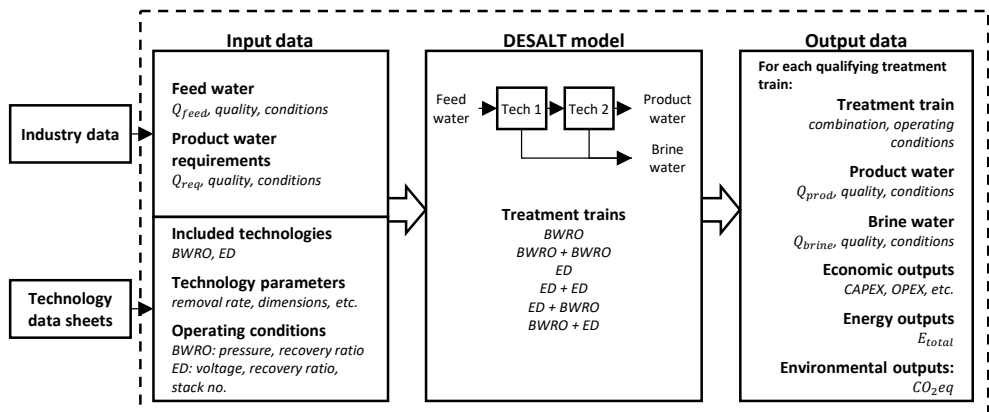 Input data
DESALT model
Output data
Industry data
Technology
data sheets
Feed water
Q_feed, quality, conditions
Product water
requirements
Q_req, quality, conditions
Included technologies
BWRO, ED
Technology parameters
removal rate, dimensions, etc.
Operating conditions
BWRO: pressure, recovery ratio
ED: voltage, recovery ratio,
stack no.
Feed
water
Tech 1
Tech 2
Product
water
Brine
water
Treatment trains
BWRO
BWRO + BWRO
ED
ED + ED
ED + BWRO
BWRO + ED
For each qualifying treatment
train:
Treatment train
combination, operating
conditions
Product water
Q_prod, quality, conditions
Brine water
Q_brine, quality, conditions
Economic outputs
CAPEX, OPEX, etc.
Energy outputs
E_total
Environmental outputs:
CO_2eq